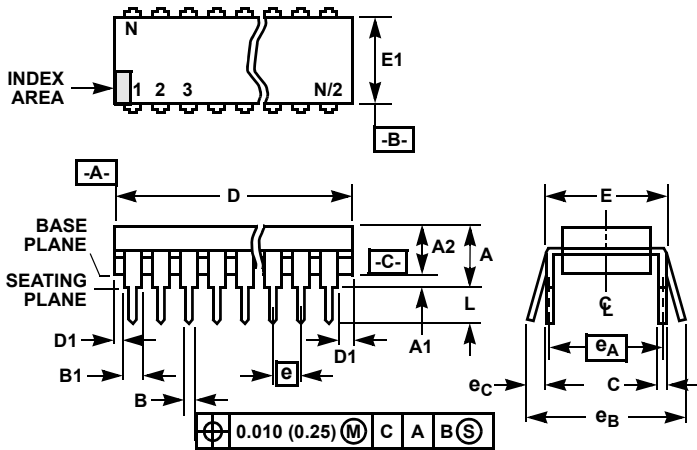 N
INDEX
AREA
1 2 3 N/2
E1
-B-
-A-
D
E
BASE
PLANE
A2
A
-C-
SEATING
PLANE
L
C
L
D1
A1
D1
eA
B1
e
eC
C
B
eB
0.010 (0.25) M C A B S